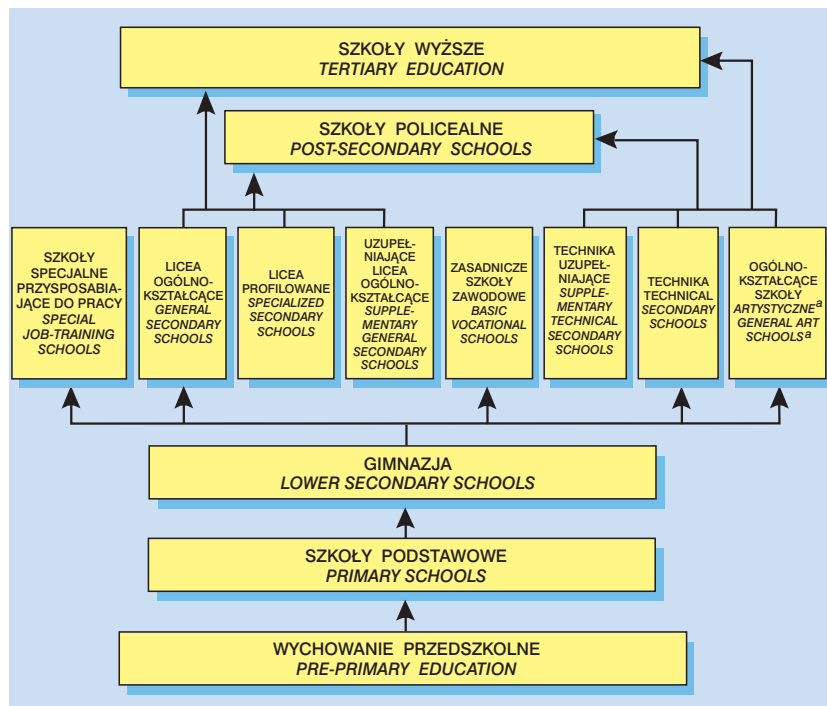 SZKOŁY WYŻSZE
TERTIARY EDUCATION
SZKOŁY POLICEALNE
POST-SECONDARY SCHOOLS
SZKOŁY
SPECJALNE
PRZYSPOSABIA-
JĄCE DO PRACY
SPECIAL
JOB-TRAINING
SCHOOLS
LICEA
OGÓLNO-
KSZTAŁCĄCE
GENERAL
SECONDARY
SCHOOLS
LICEA
PROFILOWANE
SPECIALIZED
SECONDARY
SCHOOLS
UZUPEŁ-
NIAJĄCE
LICEA
OGÓLNO-
KSZTAŁCĄCE
SUPPLE-
MENTARY
GENERAL
SECONDARY
SCHOOLS
ZASADNICZE
SZKOŁY
ZAWODOWE
BASIC
VOCATIONAL
SCHOOLS
TECHNIKA
UZUPEŁ-
NIAJĄCE
SUPPLE-
MENTARY
TECHNICAL
SECONDARY
SCHOOLS
TECHNIKA
TECHNICAL
SECONDARY
SCHOOLS
OGÓLNO-
KSZTAŁCĄCE
SZKOŁY
ARTYSTYCZNEᵃ
GENERAL ART
SCHOOLSᵃ
GIMNAZJA
LOWER SECONDARY SCHOOLS
SZKOŁY PODSTAWOWE
PRIMARY SCHOOLS
WYCHOWANIE PRZEDSZKOLNE
PRE-PRIMARY EDUCATION